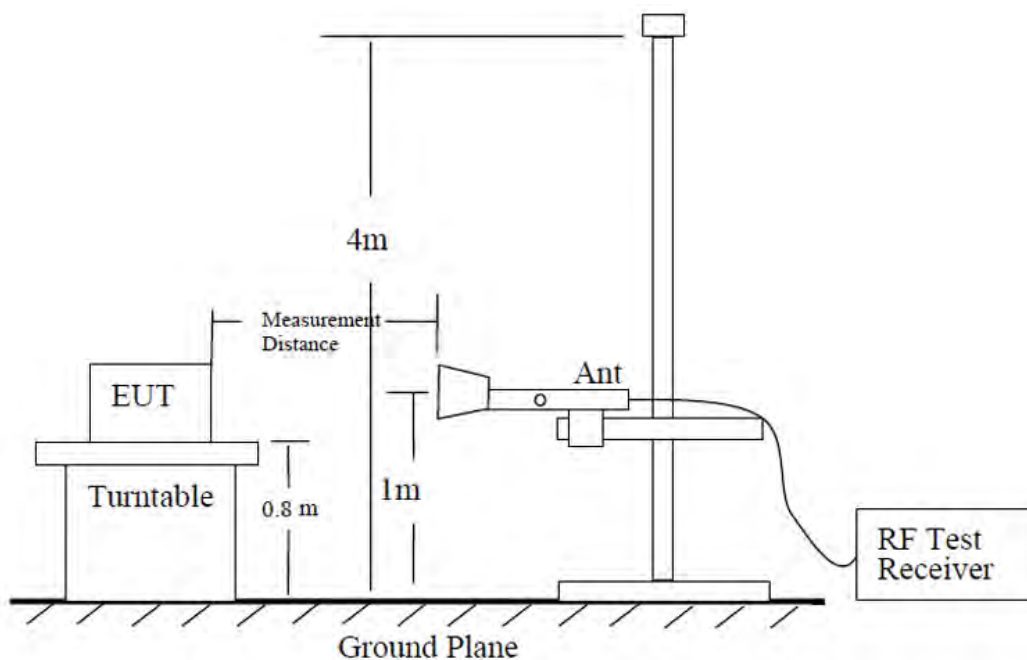 4m
Measurement
Distance
EUT
Ant
Turntable
0.8 m
1m
RF Test
Receiver
Ground Plane